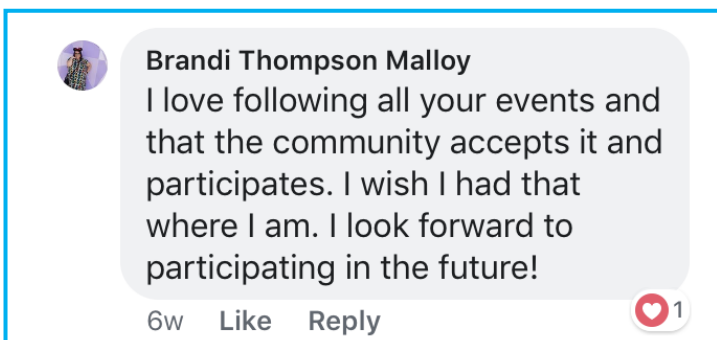 Brandi Thompson Malloy
I love following all your events and
that the community accepts it and
participates. I wish I had that
where I am. I look forward to
participating in the future!
6w Like Reply
1